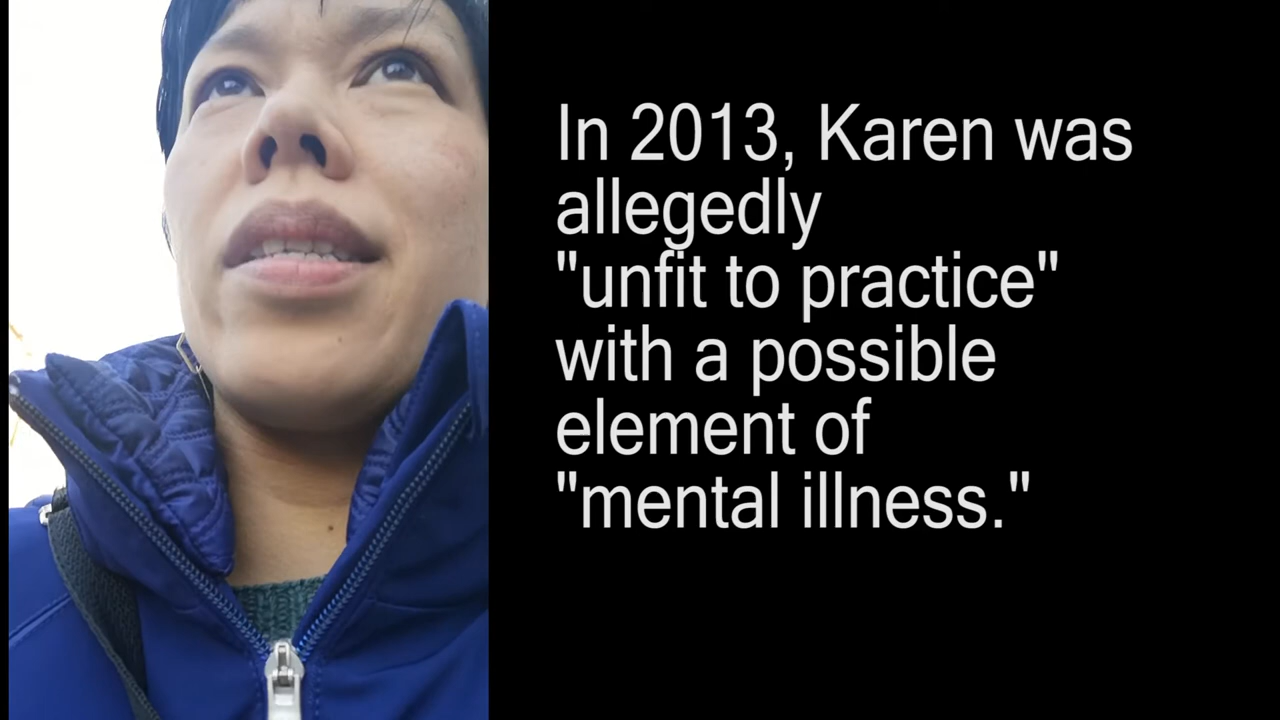 In 2013, Karen was
allegedly
"unfit to practice"
with a possible
element of
"mental illness."